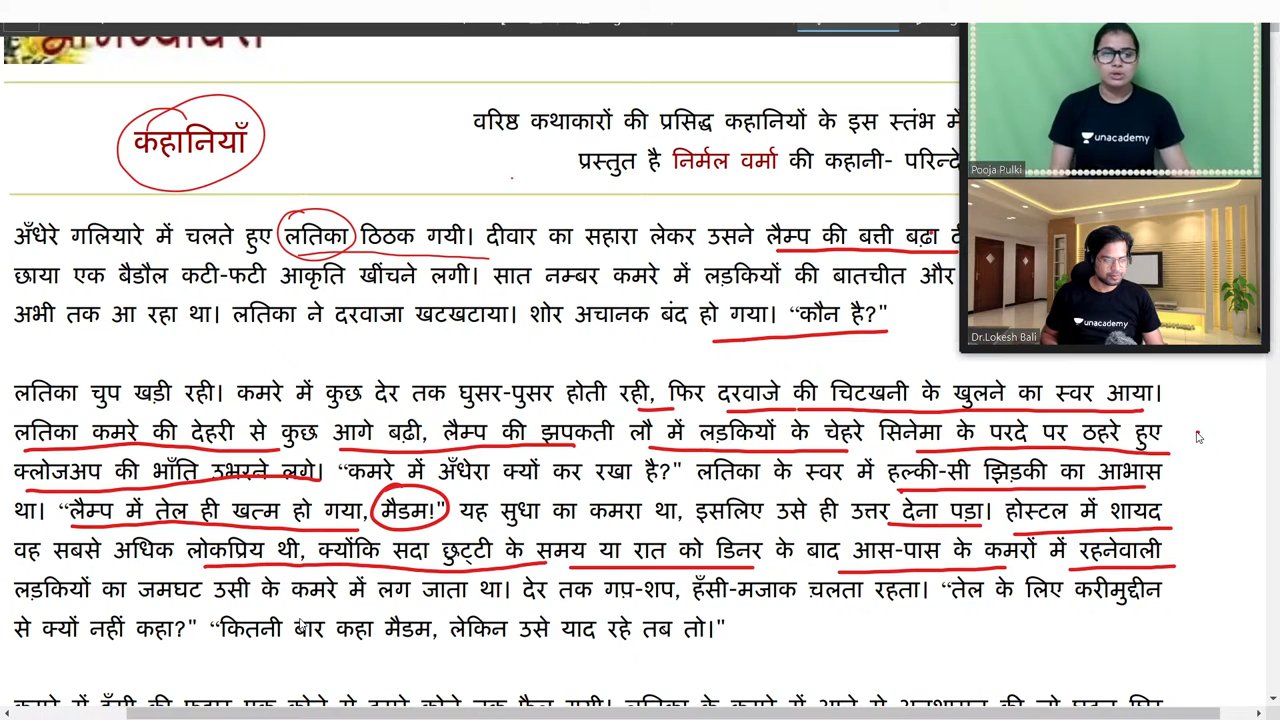 अभिव्यक्ति
कहानियाँ
वरिष्ठ कथाकारों की प्रसिद्ध कहानियों के इस स्तंभ में
प्रस्तुत है निर्मल वर्मा की कहानी- परिन्दे
unacademy
Pooja Pulki
अँधेरे गलियारे में चलते हुए लतिका ठिठक गयी। दीवार का सहारा लेकर उसने लैम्प की बत्ती बढ़ा
छाया एक बैडौल कटी-फटी आकृति खींचने लगी। सात नम्बर कमरे में लड़कियों की बातचीत और
अभी तक आ रहा था। लतिका ने दरवाजा खटखटाया। शोर अचानक बंद हो गया। “कौन है?"
unacademy
Dr.Lokesh Bali
लतिका चुप खड़ी रही। कमरे में कुछ देर तक घुसर-पुसर होती रही, फिर दरवाजे की चिटखनी के खुलने का स्वर आया।
लतिका कमरे की देहरी से कुछ आगे बढ़ी, लैम्प की झपकती लौ में लड़कियों के चेहरे सिनेमा के परदे पर ठहरे हुए
क्लोजअप की भाँति उभरने लगे। “कमरे में अँधेरा क्यों कर रखा है?" लतिका के स्वर में हल्की-सी झिड़की का आभास
था। “लैम्प में तेल ही खत्म हो गया, मैडम!" यह सुधा का कमरा था, इसलिए उसे ही उत्तर देना पड़ा। होस्टल में शायद
वह सबसे अधिक लोकप्रिय थी, क्योंकि सदा छुट्टी के समय या रात को डिनर के बाद आस-पास के कमरों में रहनेवाली
लड़कियों का जमघट उसी के कमरे में लग जाता था। देर तक गप़-शप, हँसी-मजाक च़लता रहता। “तेल के लिए करीमुद्दीन
से क्यों नहीं कहा?" “कितनी बार कहा मैडम, लेकिन उसे याद रहे तब तो।"